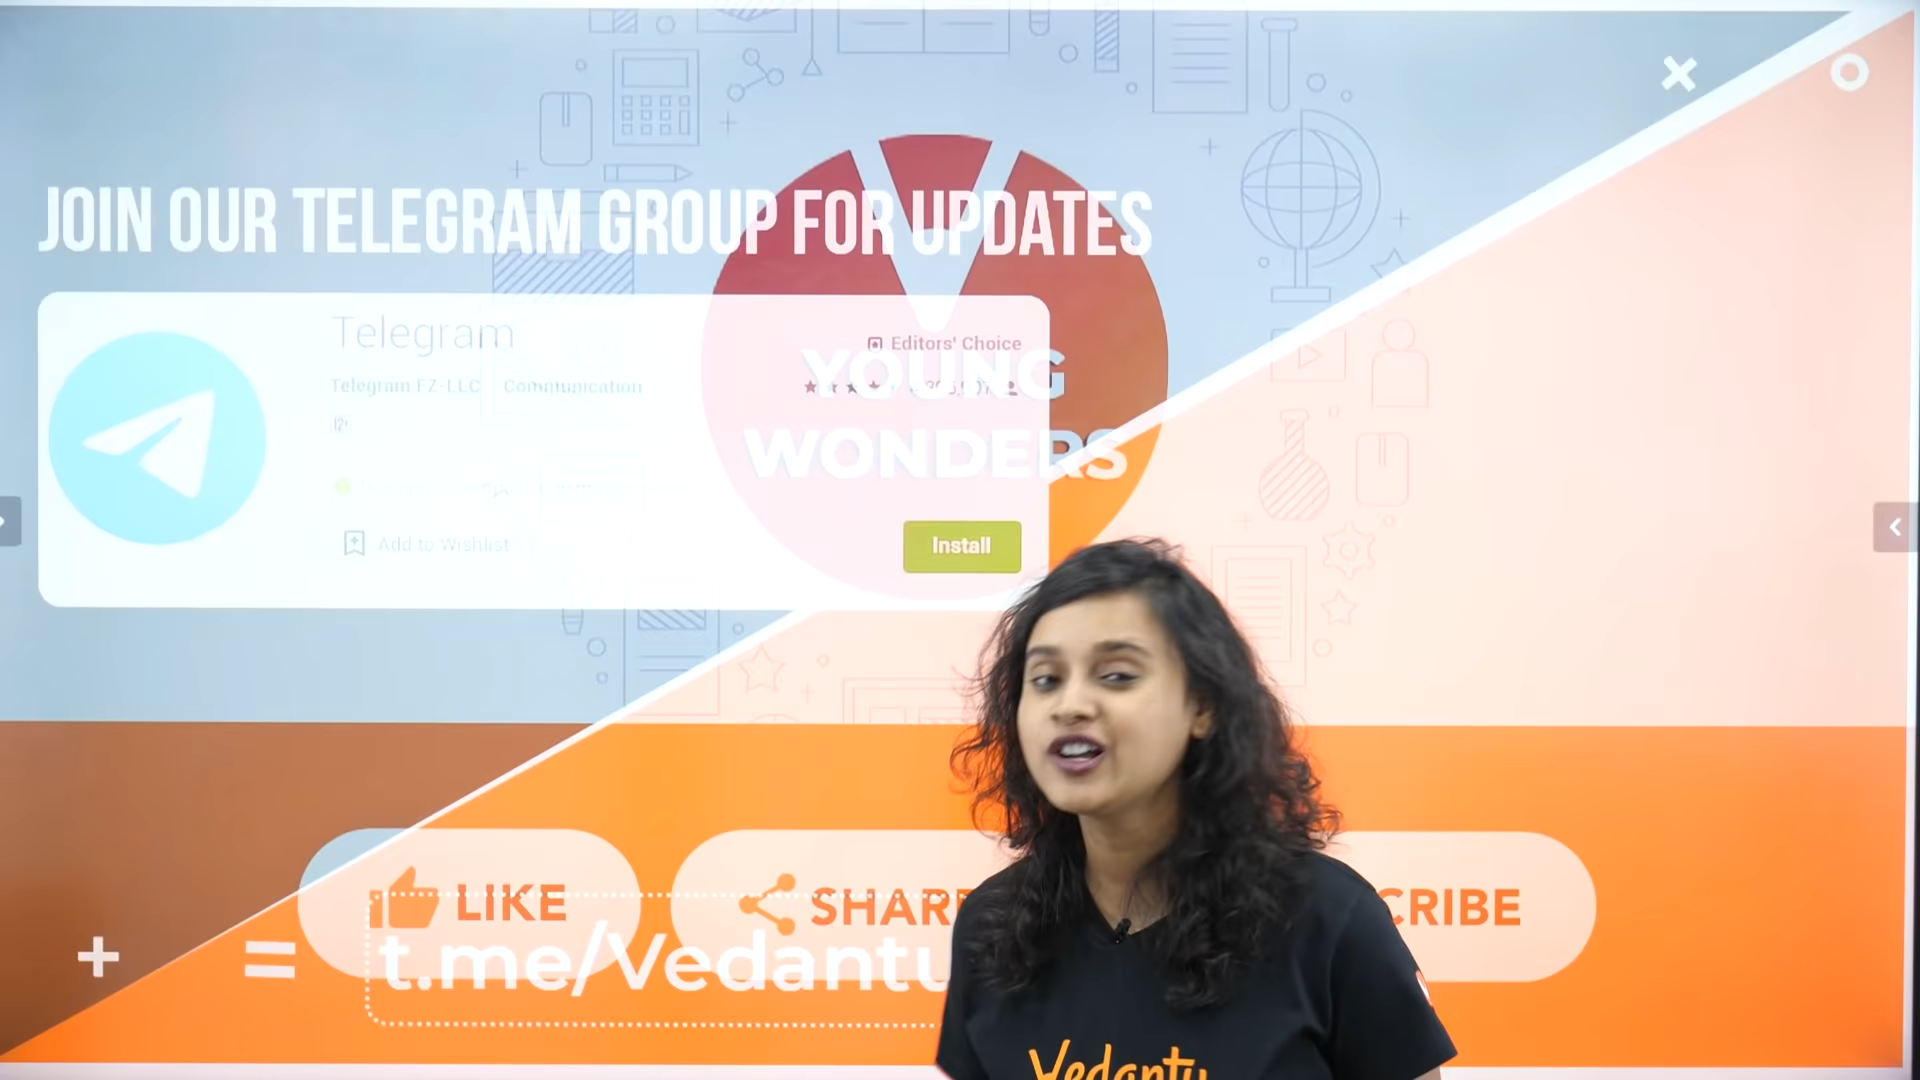 JOIN OUR TELEGRAM GROUP FOR UPDATES
Telegram
Editors' Choice
Telegram FZ-LLC Communication
YOUNG
WONDERS
Add to Wishlist
Install
LIKE
SHARE
CRIBE
t.me/Vedantu
Vedantu